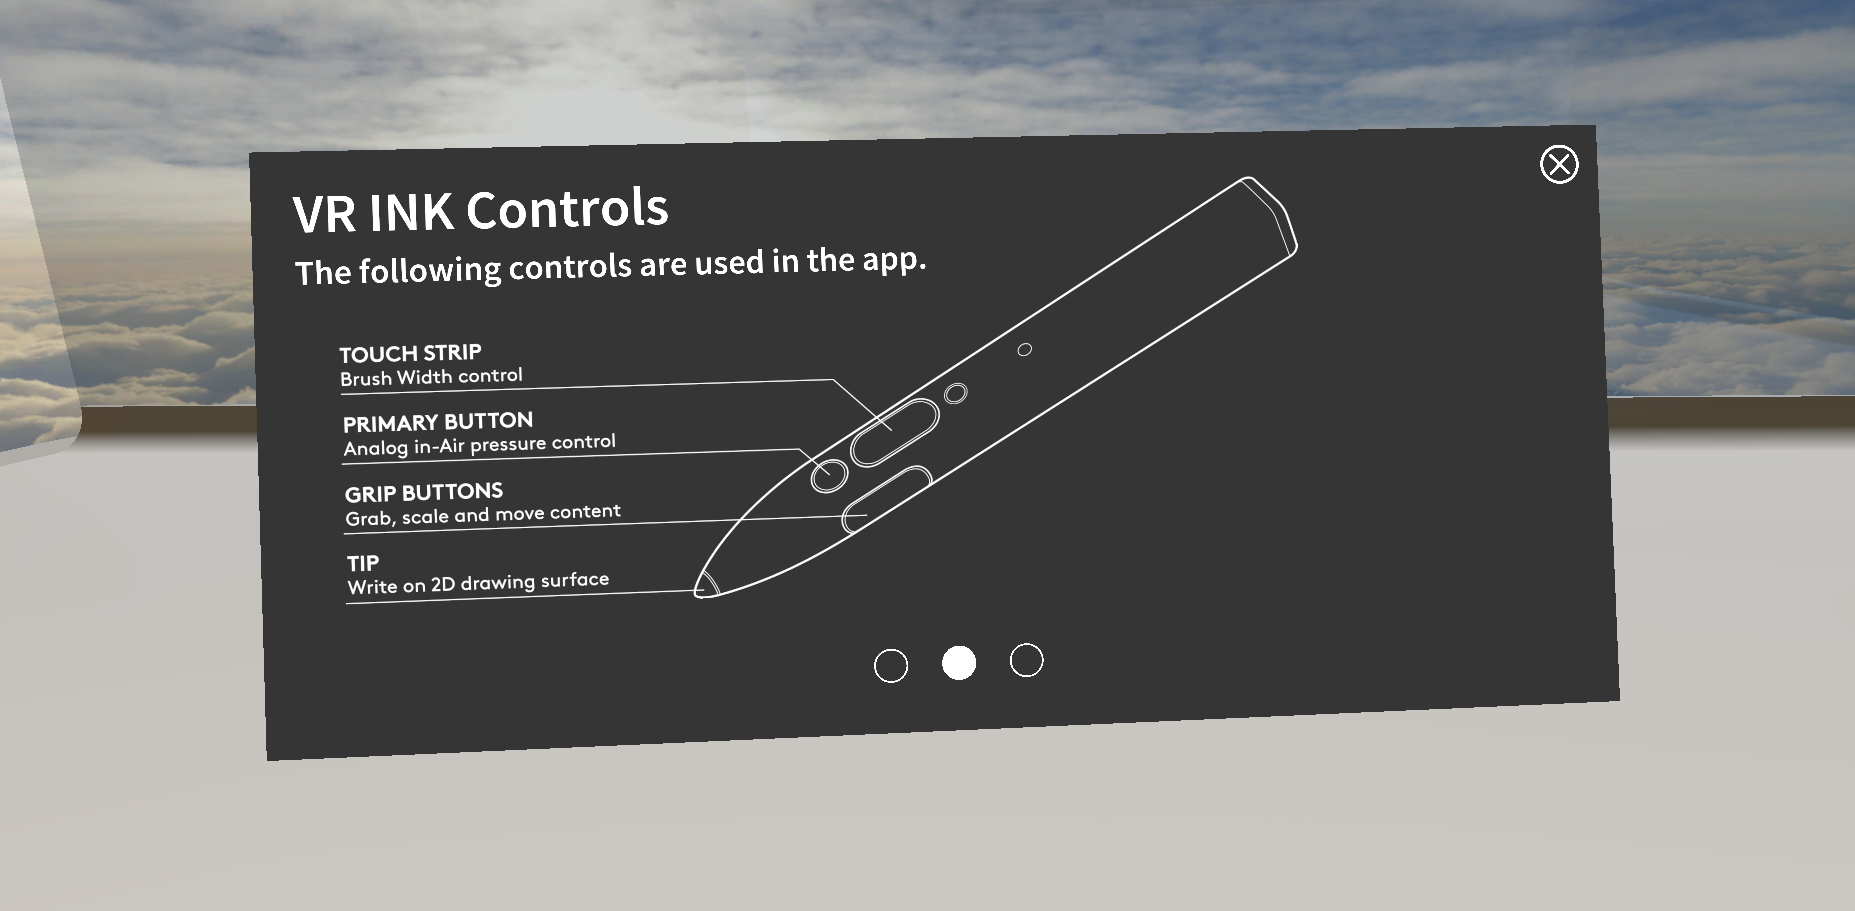 VR INK Controls
The following controls are used in the app.
TOUCH STRIP
Brush Width control
PRIMARY BUTTON
Analog in-Air pressure control
GRIP BUTTONS
Grab, scale and move content
TIP
Write on 2D drawing surface